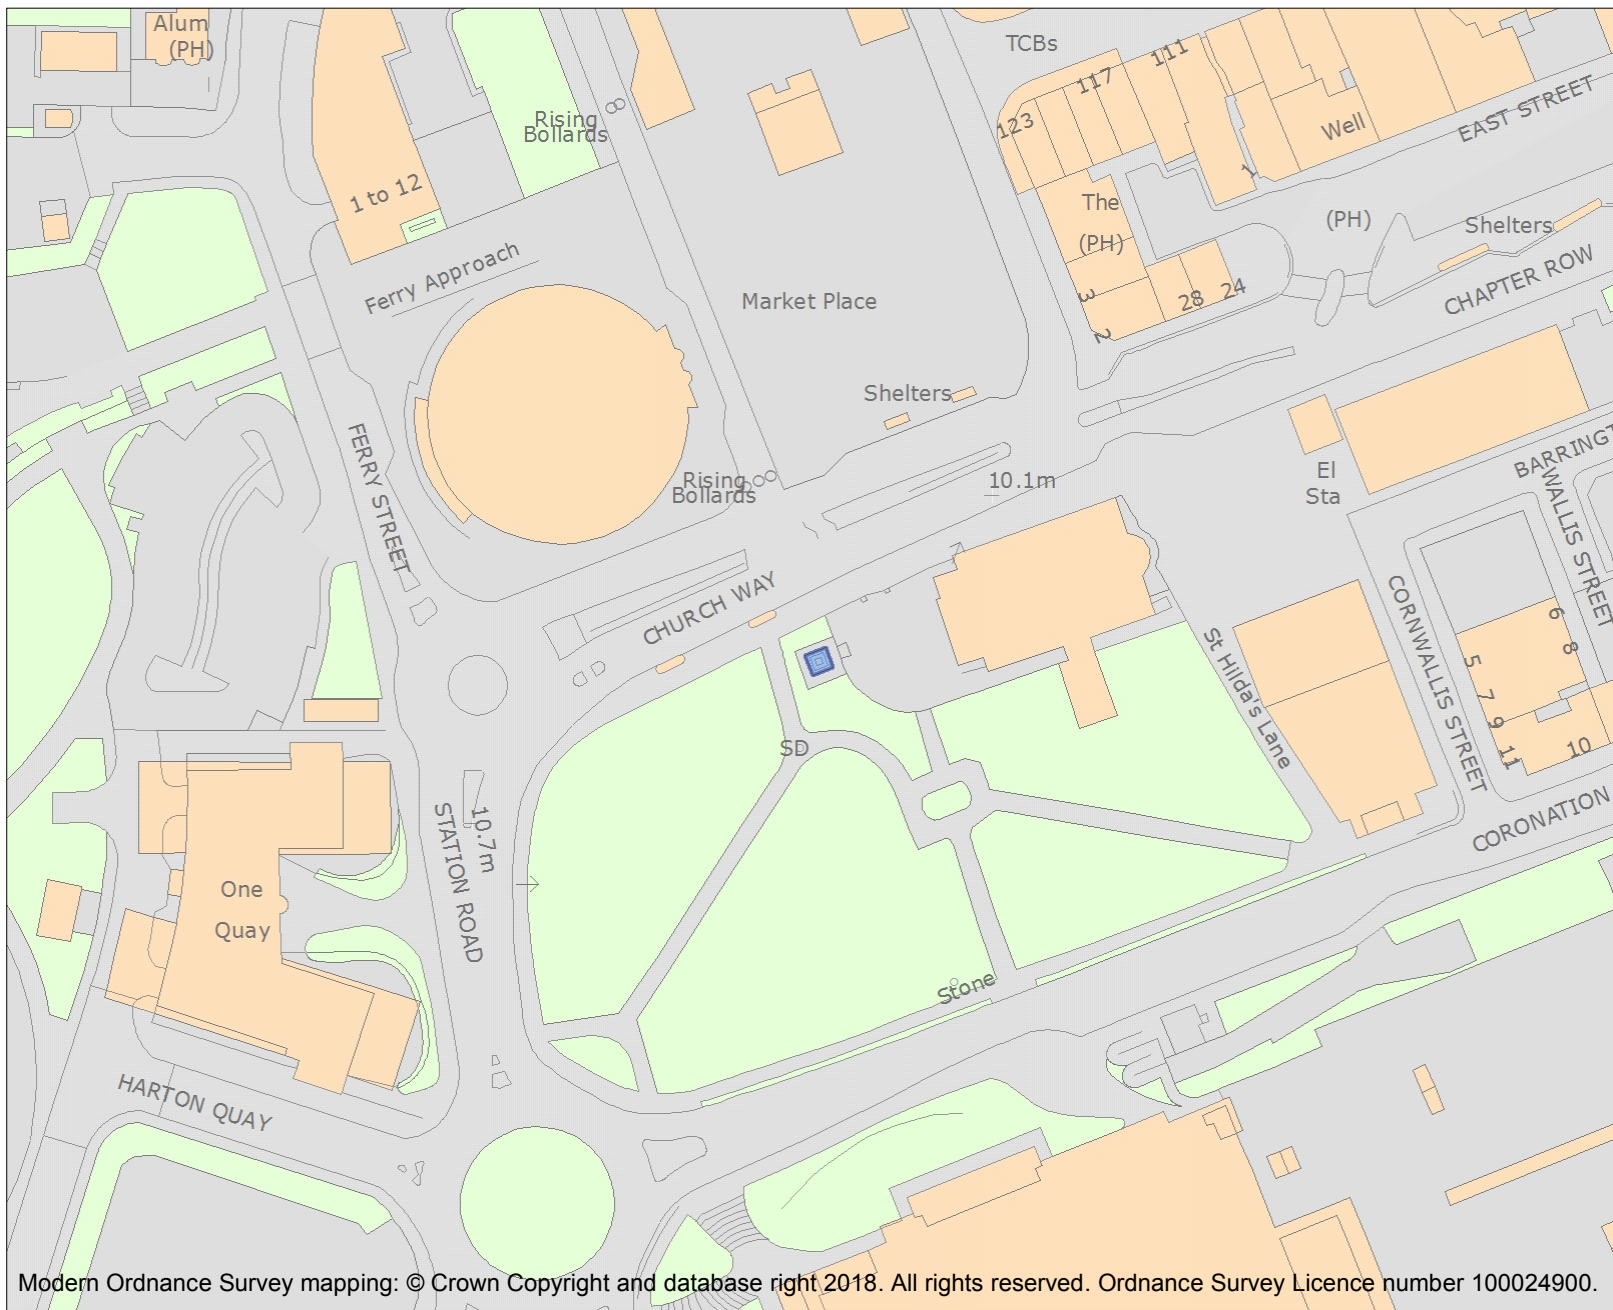 Alum
(PH)
TCBs
111
117
123
Rising
Bollards
Well
EAST STREET
1
1 to 12
The
(PH)
(PH)
Shelters
Ferry Approach
CHAPTER ROW
Market Place
3
28
24
2
Shelters
FERRY STREET
Rising
Bollards
10.1m
El
Sta
BARRINGT
WALLIS STREET
CHURCH WAY
St Hilda's Lane
CORNWALLIS STREET
6
8
5
7
9
11
10
SD
10.7m
STATION ROAD
CORONATION
One
Quay
Stone
HARTON QUAY
Modern Ordnance Survey mapping: © Crown Copyright and database right 2018. All rights reserved. Ordnance Survey Licence number 100024900.